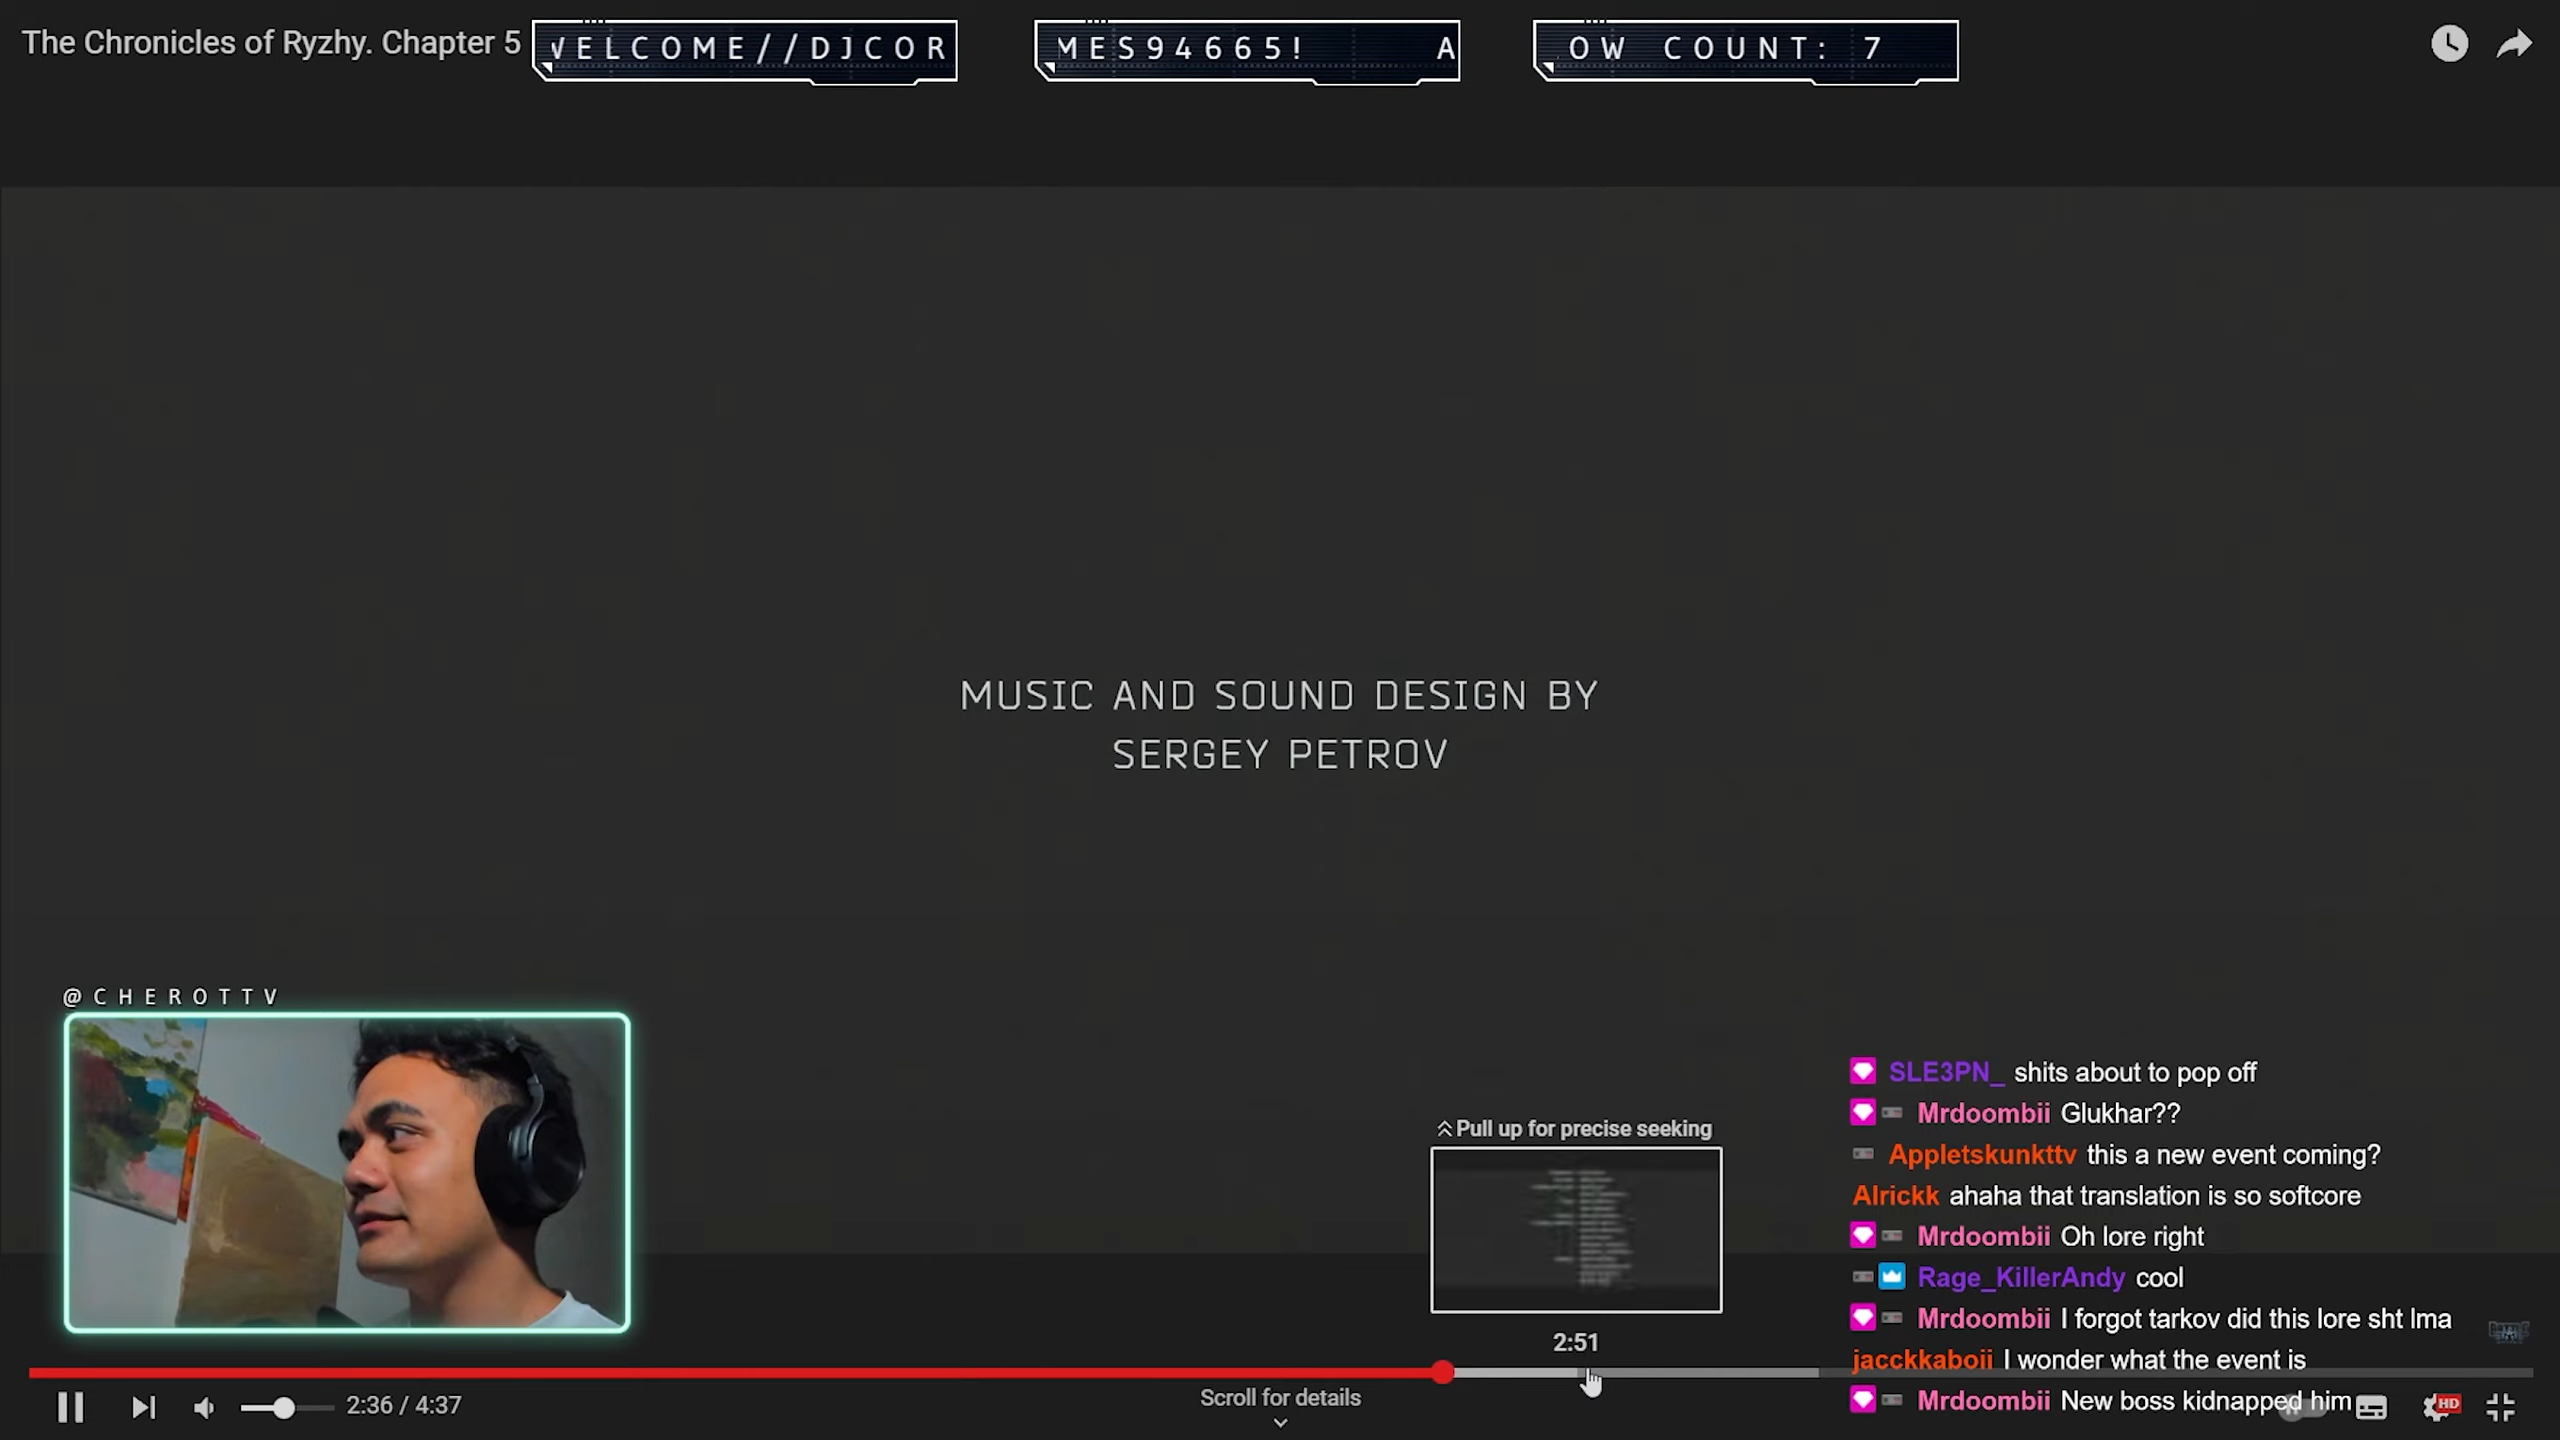 The Chronicles of Ryzhy. Chapter 5
WELCOME//DJCOR
MES94665! A
OW COUNT: 7
MUSIC AND SOUND DESIGN BY
SERGEY PETROV
@CHEROTTV
Pull up for precise seeking
2:51
SLE3PN_ shits about to pop off
Mrdoombii Glukhar??
Appletskunkttv this a new event coming?
Alrickk ahaha that translation is so softcore
Mrdoombii Oh lore right
Rage_KillerAndy cool
Mrdoombii I forgot tarkov did this lore sht lma
jacckkaboii I wonder what the event is
Mrdoombii New boss kidnapped him
2:36 / 4:37
Scroll for details
HD